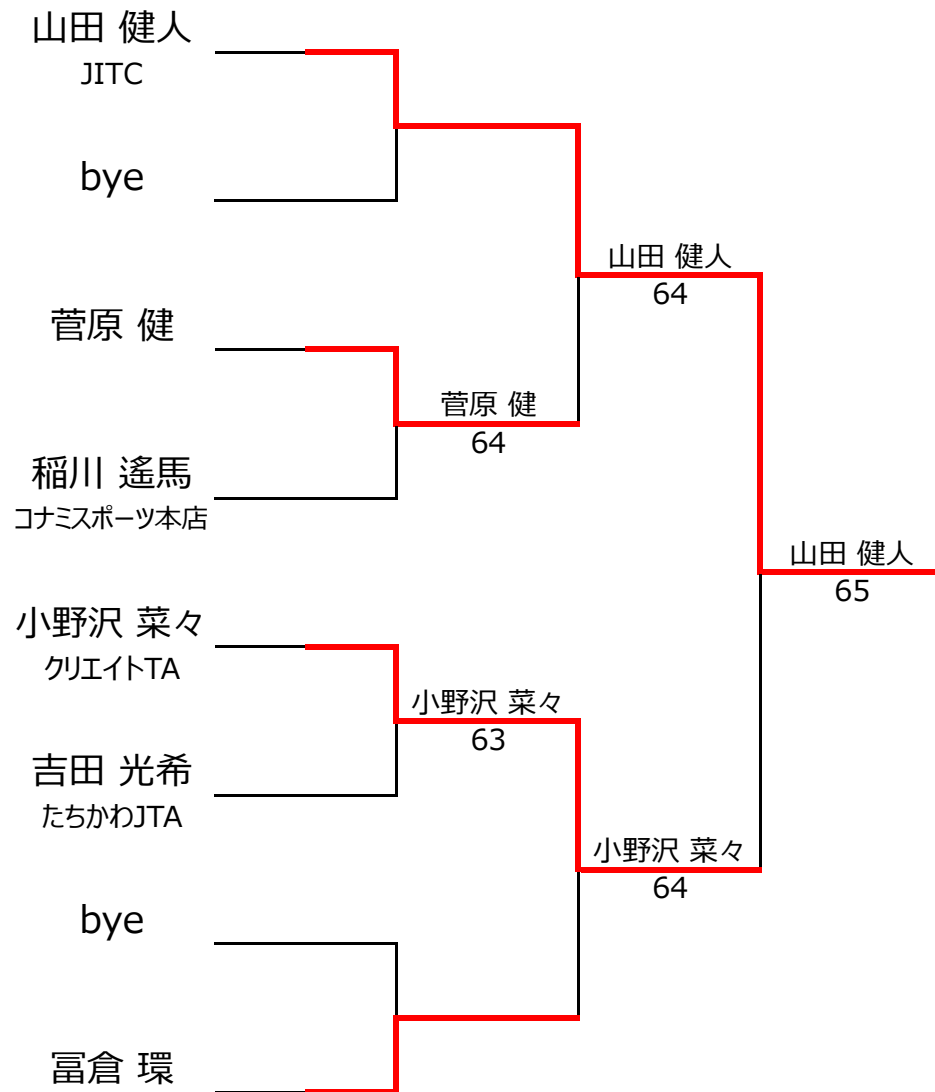 山田 健人
JITC
bye
菅原 健
稲川 遙馬
コナミスポーツ本店
小野沢 菜々
クリエイトTA
吉田 光希
たちかわJTA
bye
冨倉 環
菅原 健
64
小野沢 菜々
63
山田 健人
64
小野沢 菜々
64
山田 健人
65